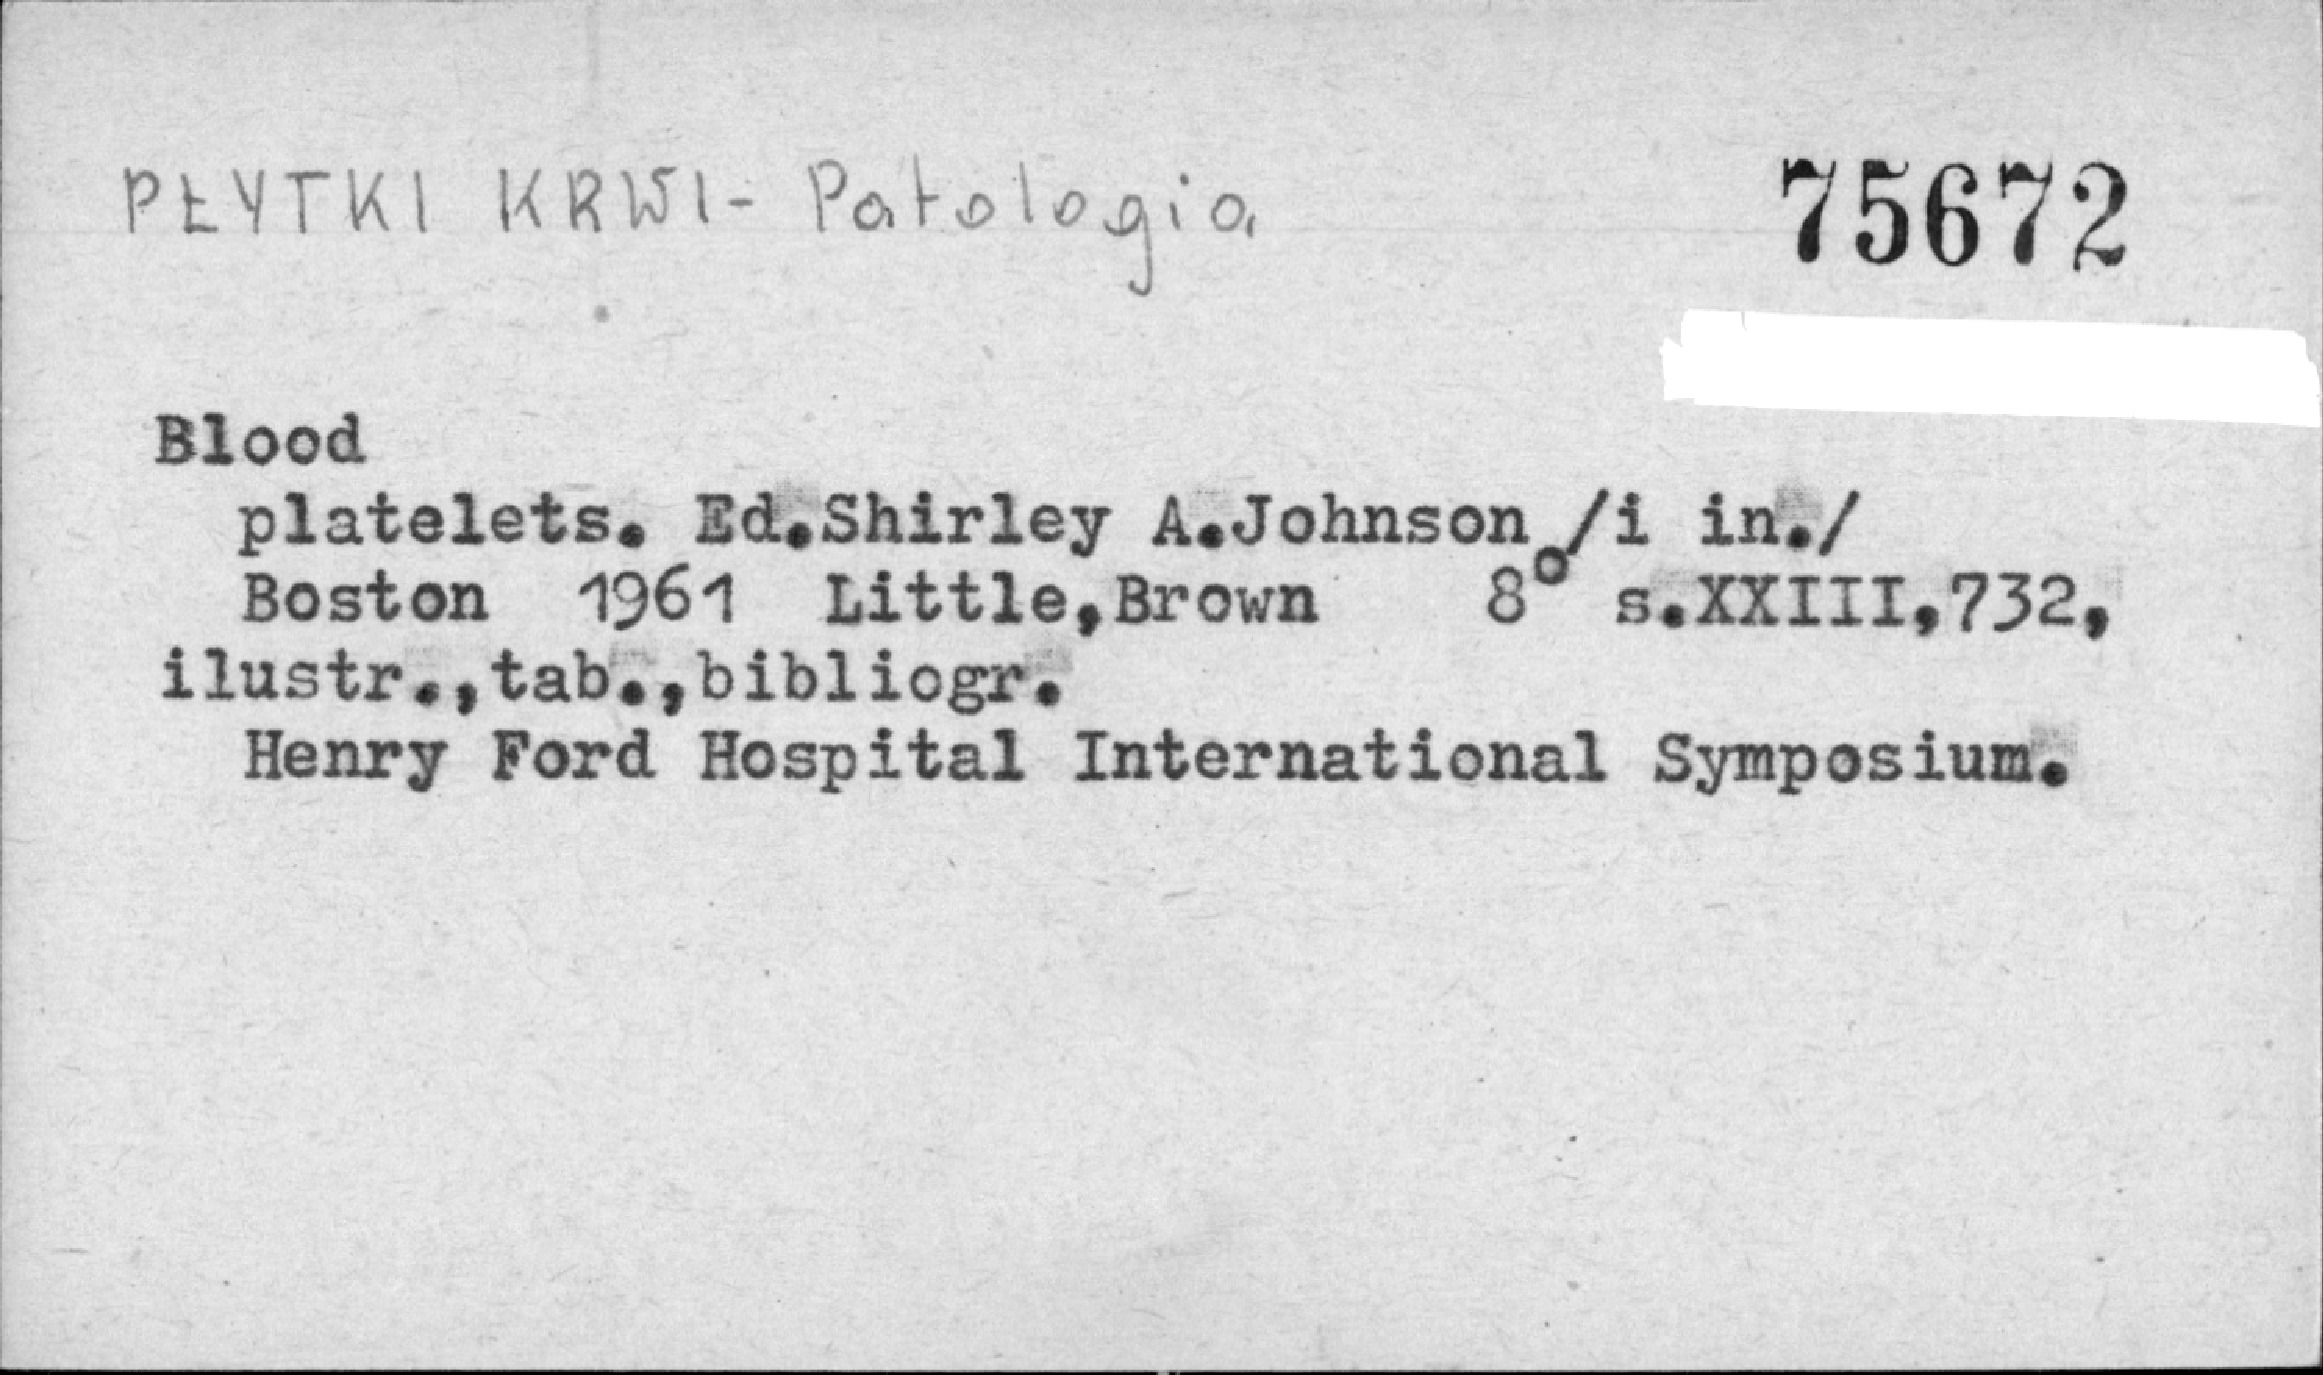 PŁYTKI KRWI - Patologia
75672
Blood
platelets. Ed.Shirley A.Johnson /i in./
Boston 1961 Little,Brown 8° s.XXIII,732,
ilustr.,tab.,bibliogr.
Henry Ford Hospital International Symposium.